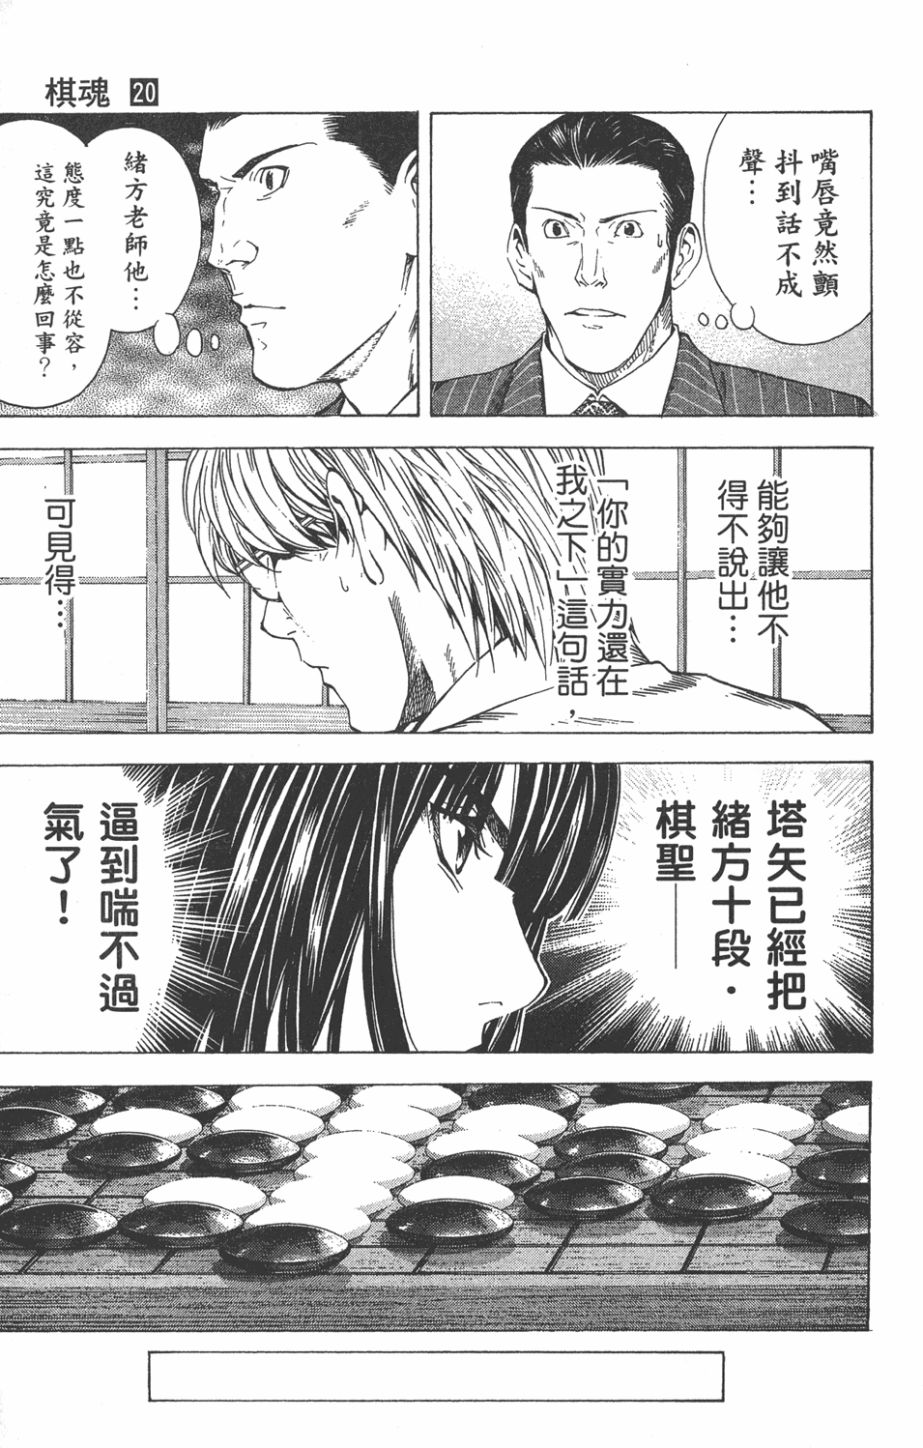 棋魂 20
嘴唇竟然顫
抖到話不成
聲…
緒方老師他…
態度一點也不從容，
這究竟是怎麼回事？
能夠讓他不
得不說出…
「你的實力還在
我之下」這句話，
可見得…
塔矢已經把
緒方十段．
棋聖——
逼到喘不過
氣了！